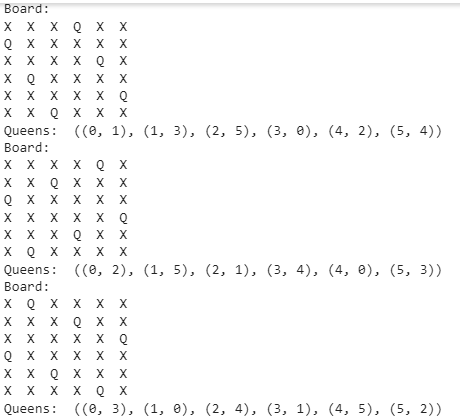 Board:
X X X Q X X
Q X X X X X
X X X X Q X
X Q X X X X
X X X X X Q
X X Q X X X
Queens:  ((0, 1), (1, 3), (2, 5), (3, 0), (4, 2), (5, 4))
Board:
X X X X Q X
X X Q X X X
Q X X X X X
X X X X X Q
X X X Q X X
X Q X X X X
Queens:  ((0, 2), (1, 5), (2, 1), (3, 4), (4, 0), (5, 3))
Board:
X Q X X X X
X X X Q X X
X X X X X Q
Q X X X X X
X X Q X X X
X X X X Q X
Queens:  ((0, 3), (1, 0), (2, 4), (3, 1), (4, 5), (5, 2))